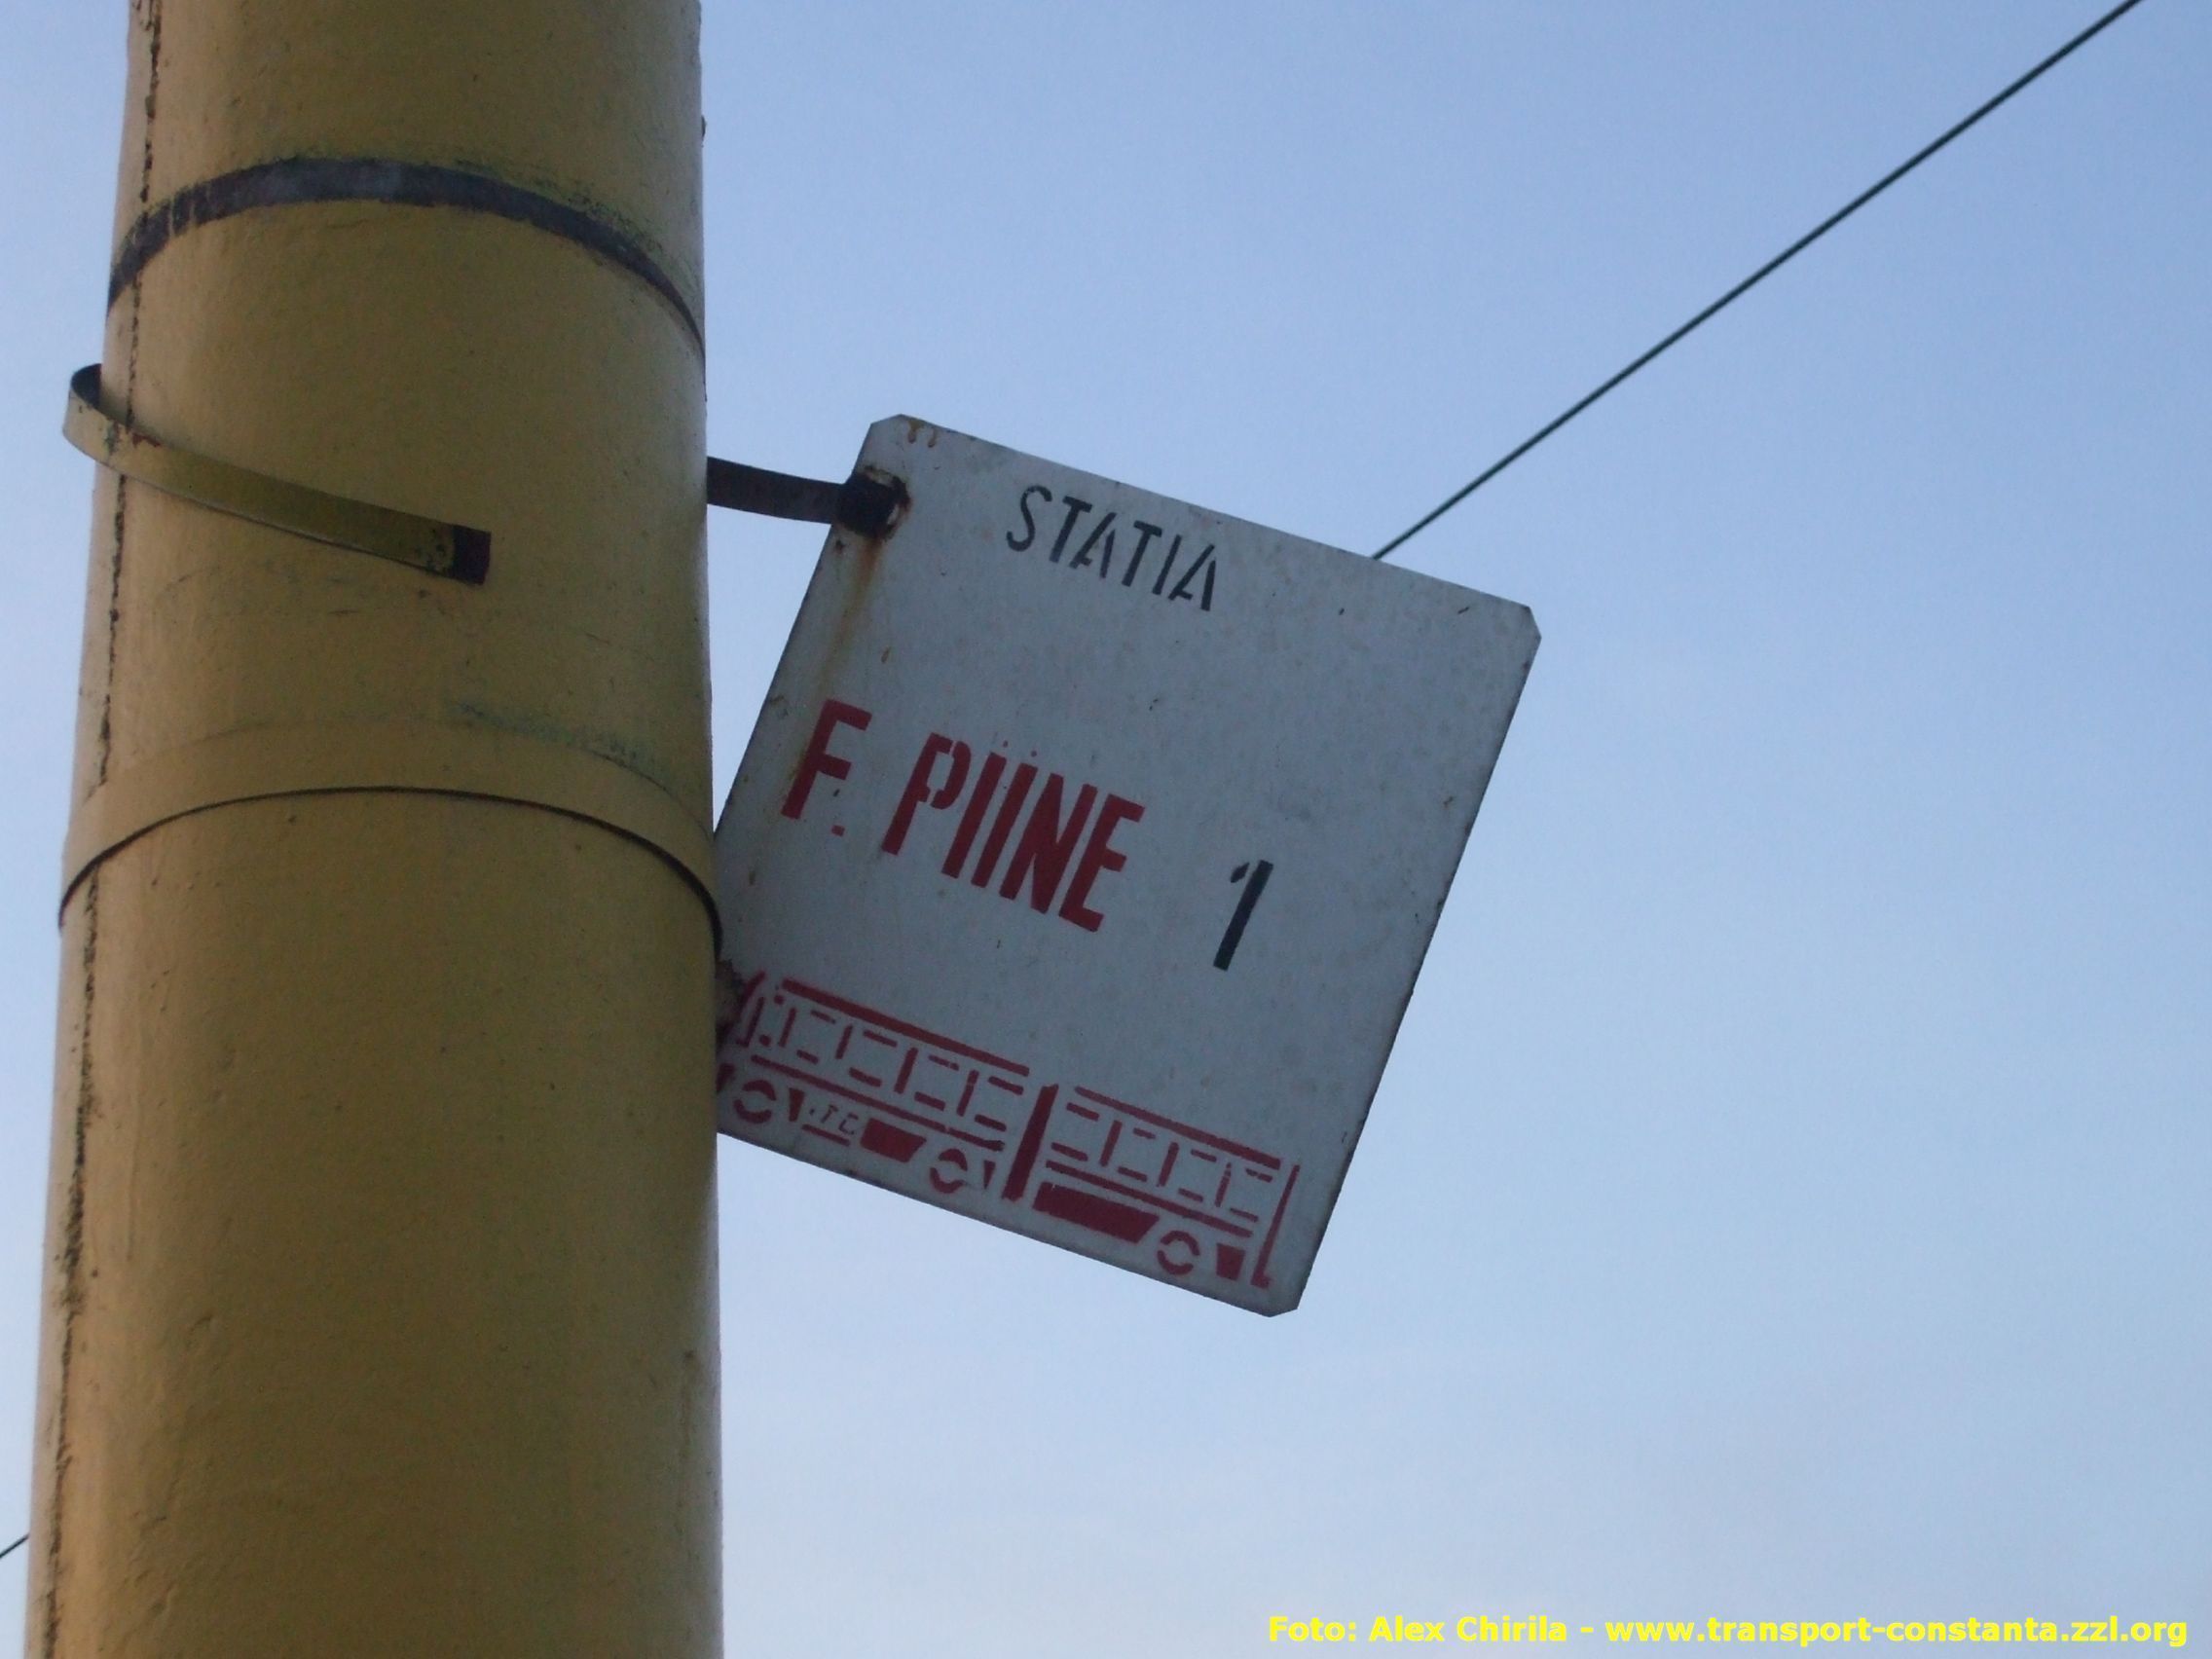 STATIA
F. PIINE 1
Foto: Alex Chirila - www.transport-constanta.zzl.org